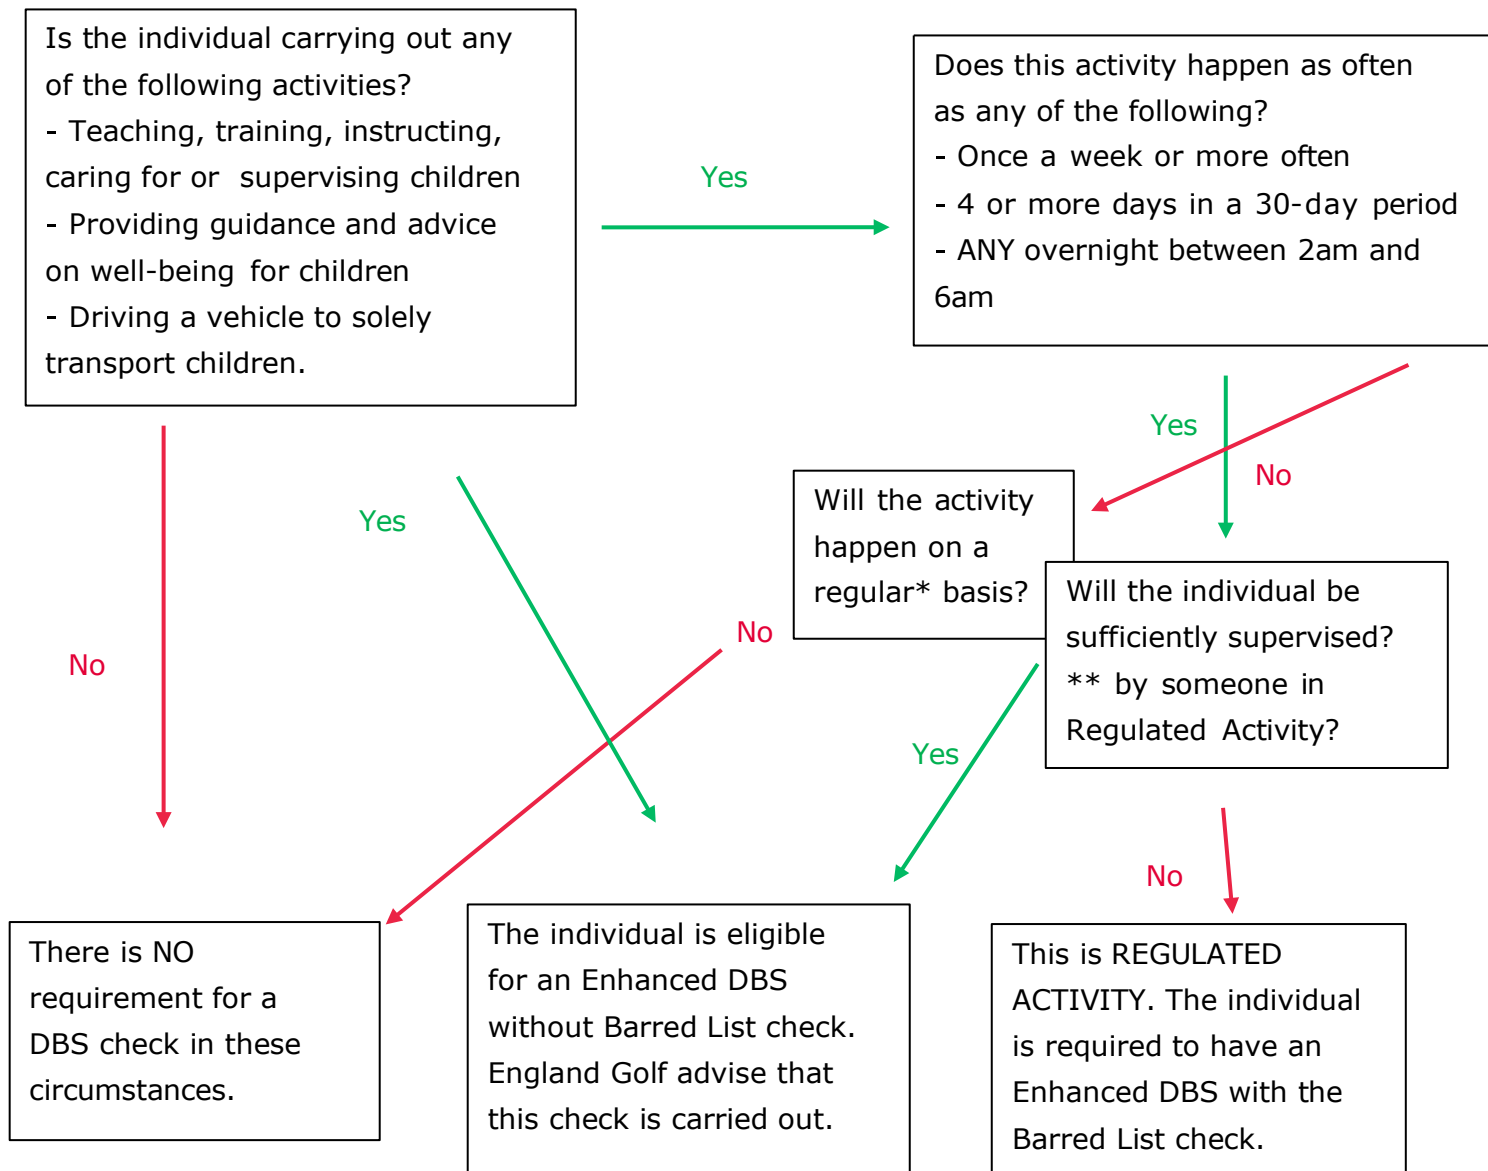 Is the individual carrying out any
of the following activities?
- Teaching, training, instructing,
caring for or supervising children
- Providing guidance and advice
on well-being for children
- Driving a vehicle to solely
transport children.
Yes
Does this activity happen as often
as any of the following?
- Once a week or more often
- 4 or more days in a 30-day period
- ANY overnight between 2am and
6am
Yes
No
Yes
Will the activity
happen on a
regular* basis?
Will the individual be
sufficiently supervised?
** by someone in
Regulated Activity?
No
No
Yes
No
There is NO
requirement for a
DBS check in these
circumstances.
The individual is eligible
for an Enhanced DBS
without Barred List check.
England Golf advise that
this check is carried out.
This is REGULATED
ACTIVITY. The individual
is required to have an
Enhanced DBS with the
Barred List check.